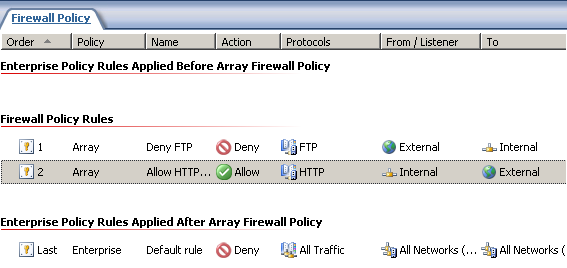 Firewall Policy
Order Policy Name Action Protocols From / Listener To
Enterprise Policy Rules Applied Before Array Firewall Policy
Firewall Policy Rules
1 Array Deny FTP Deny FTP External Internal
2 Array Allow HTTP... Allow HTTP Internal External
Enterprise Policy Rules Applied After Array Firewall Policy
Last Enterprise Default rule Deny All Traffic All Networks (... All Networks (...